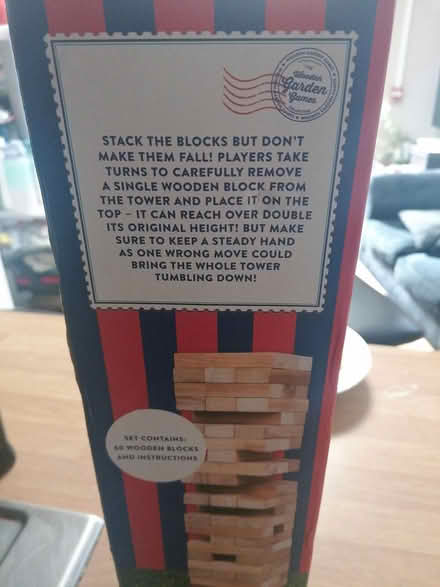 THE
Wooden
Garden
Games
STACK THE BLOCKS BUT DON'T
MAKE THEM FALL! PLAYERS TAKE
TURNS TO CAREFULLY REMOVE
A SINGLE WOODEN BLOCK FROM
THE TOWER AND PLACE IT ON THE
TOP – IT CAN REACH OVER DOUBLE
ITS ORIGINAL HEIGHT! BUT MAKE
SURE TO KEEP A STEADY HAND
AS ONE WRONG MOVE COULD
BRING THE WHOLE TOWER
TUMBLING DOWN!
SET CONTAINS:
60 WOODEN BLOCKS
AND INSTRUCTIONS